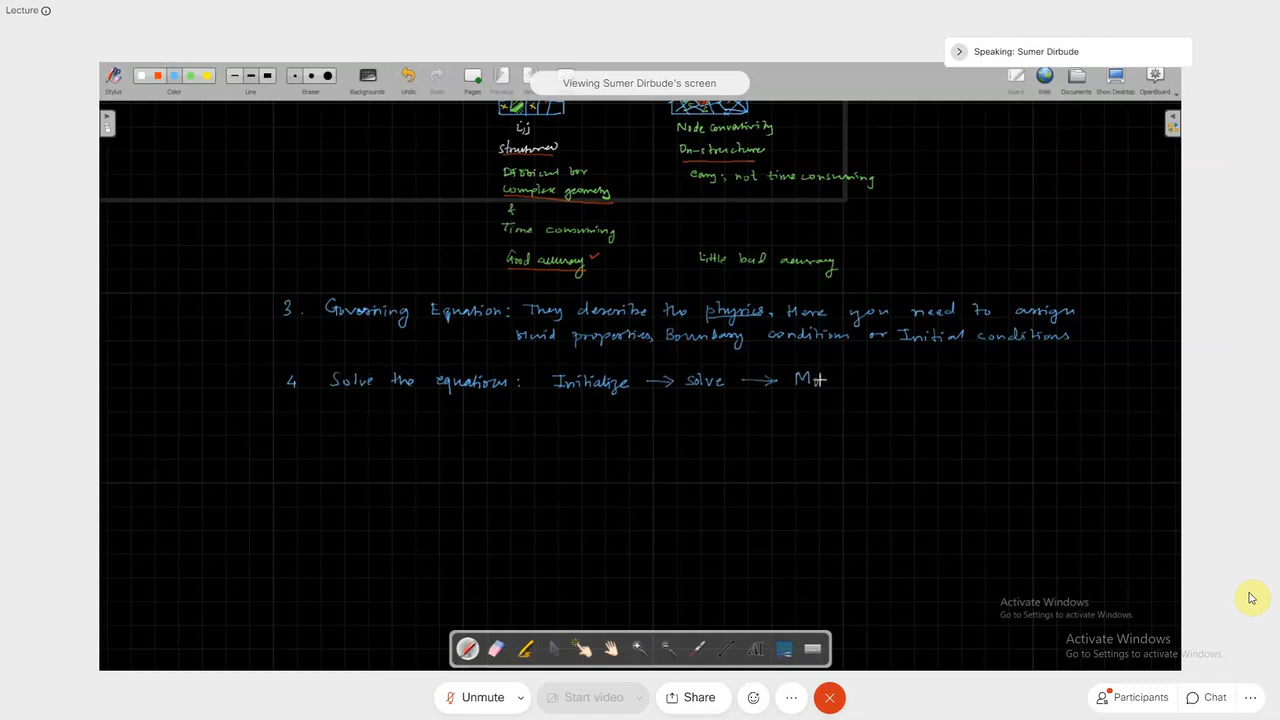 Lecture
Speaking: Sumer Dirbude
Viewing Sumer Dirbude's screen
Stylus Color Line Eraser Backgrounds Undo Redo Pages Previous Board Web Documents Show Desktop OpenBoard
i,j
Node
structured
Un-structure
complex geometry
easy; not time consuming
&
Time consuming
Good accuracy ✓
Little bad accuracy
3. Governing Equation: They describe the physics. Here you need to assign
fluid properties, Boundary conditions or Initial conditions
4 Solve the equations: Initialize → solve →
Activate Windows
Go to Settings to activate Windows.
Activate Windows
Go to Settings to activate Windows.
Unmute Start video Share Participants Chat